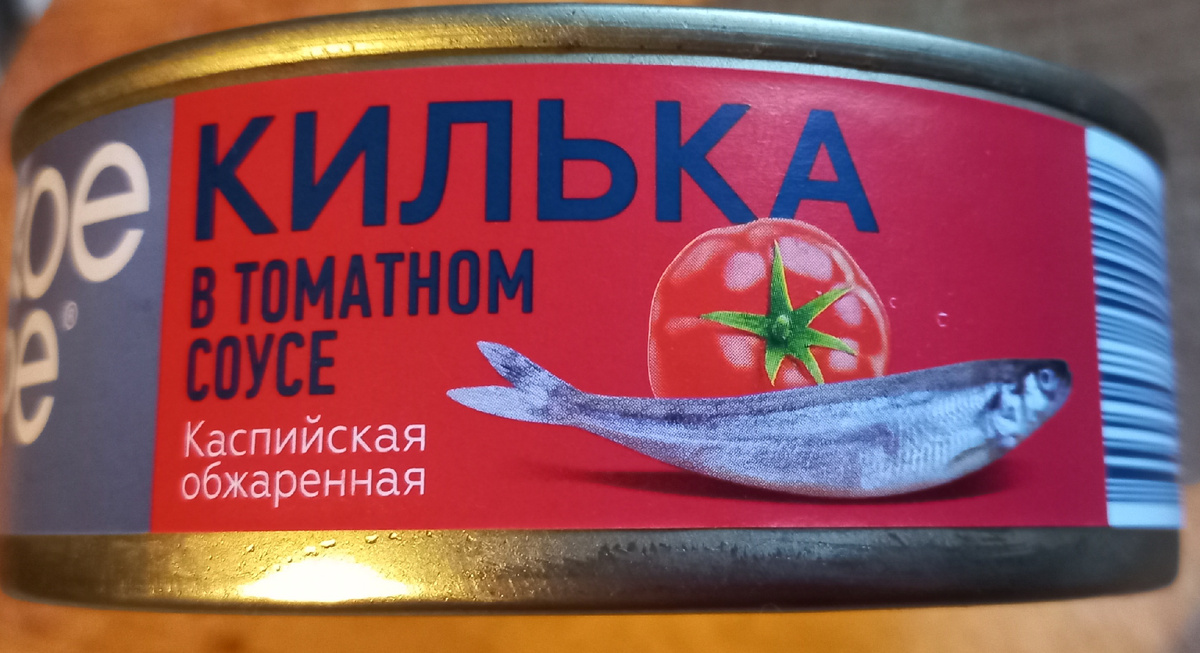 КИЛЬКА
В ТОМАТНОМ
СОУСЕ
Каспийская
обжаренная